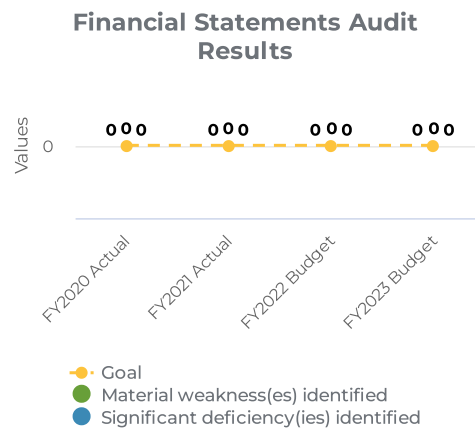 Financial Statements Audit
Results
Values
0
0 0 0 0 0 0 0 0 0 0 0 0
FY2020 Actual
FY2021 Actual
FY2022 Budget
FY2023 Budget
Goal
Material weakness(es) identified
Significant deficiency(ies) identified